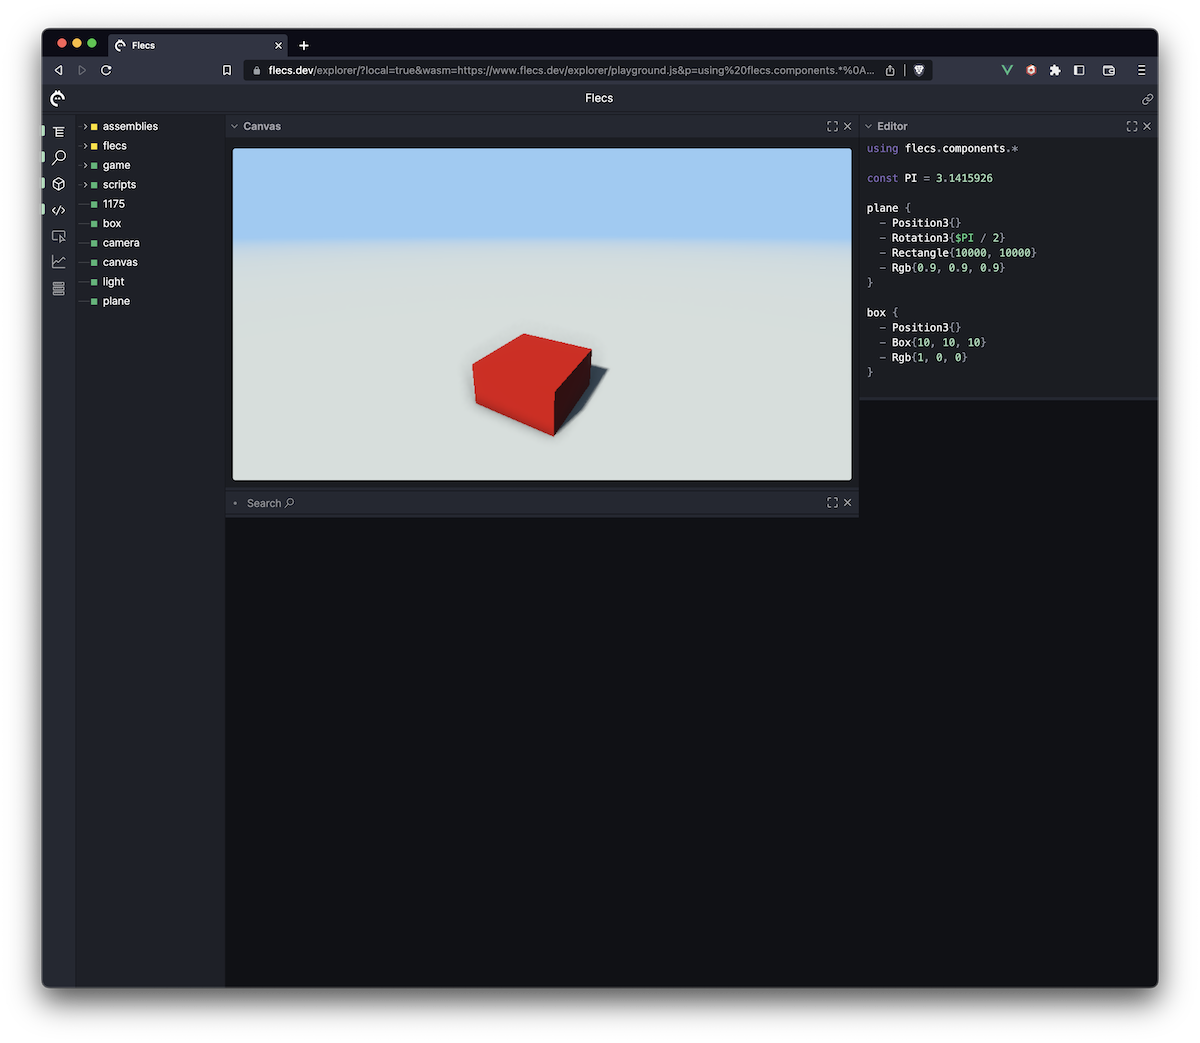 Flecs
flecs.dev/explorer/?local=true&wasm=https://www.flecs.dev/explorer/playground.js&p=using%20flecs.components.*%0A...
Flecs
assemblies
flecs
game
scripts
1175
box
camera
canvas
light
plane
Canvas
Search
Editor
using flecs.components.*
const PI = 3.1415926
plane {
- Position3{}
- Rotation3{$PI / 2}
- Rectangle{10000, 10000}
- Rgb{0.9, 0.9, 0.9}
}
box {
- Position3{}
- Box{10, 10, 10}
- Rgb{1, 0, 0}
}